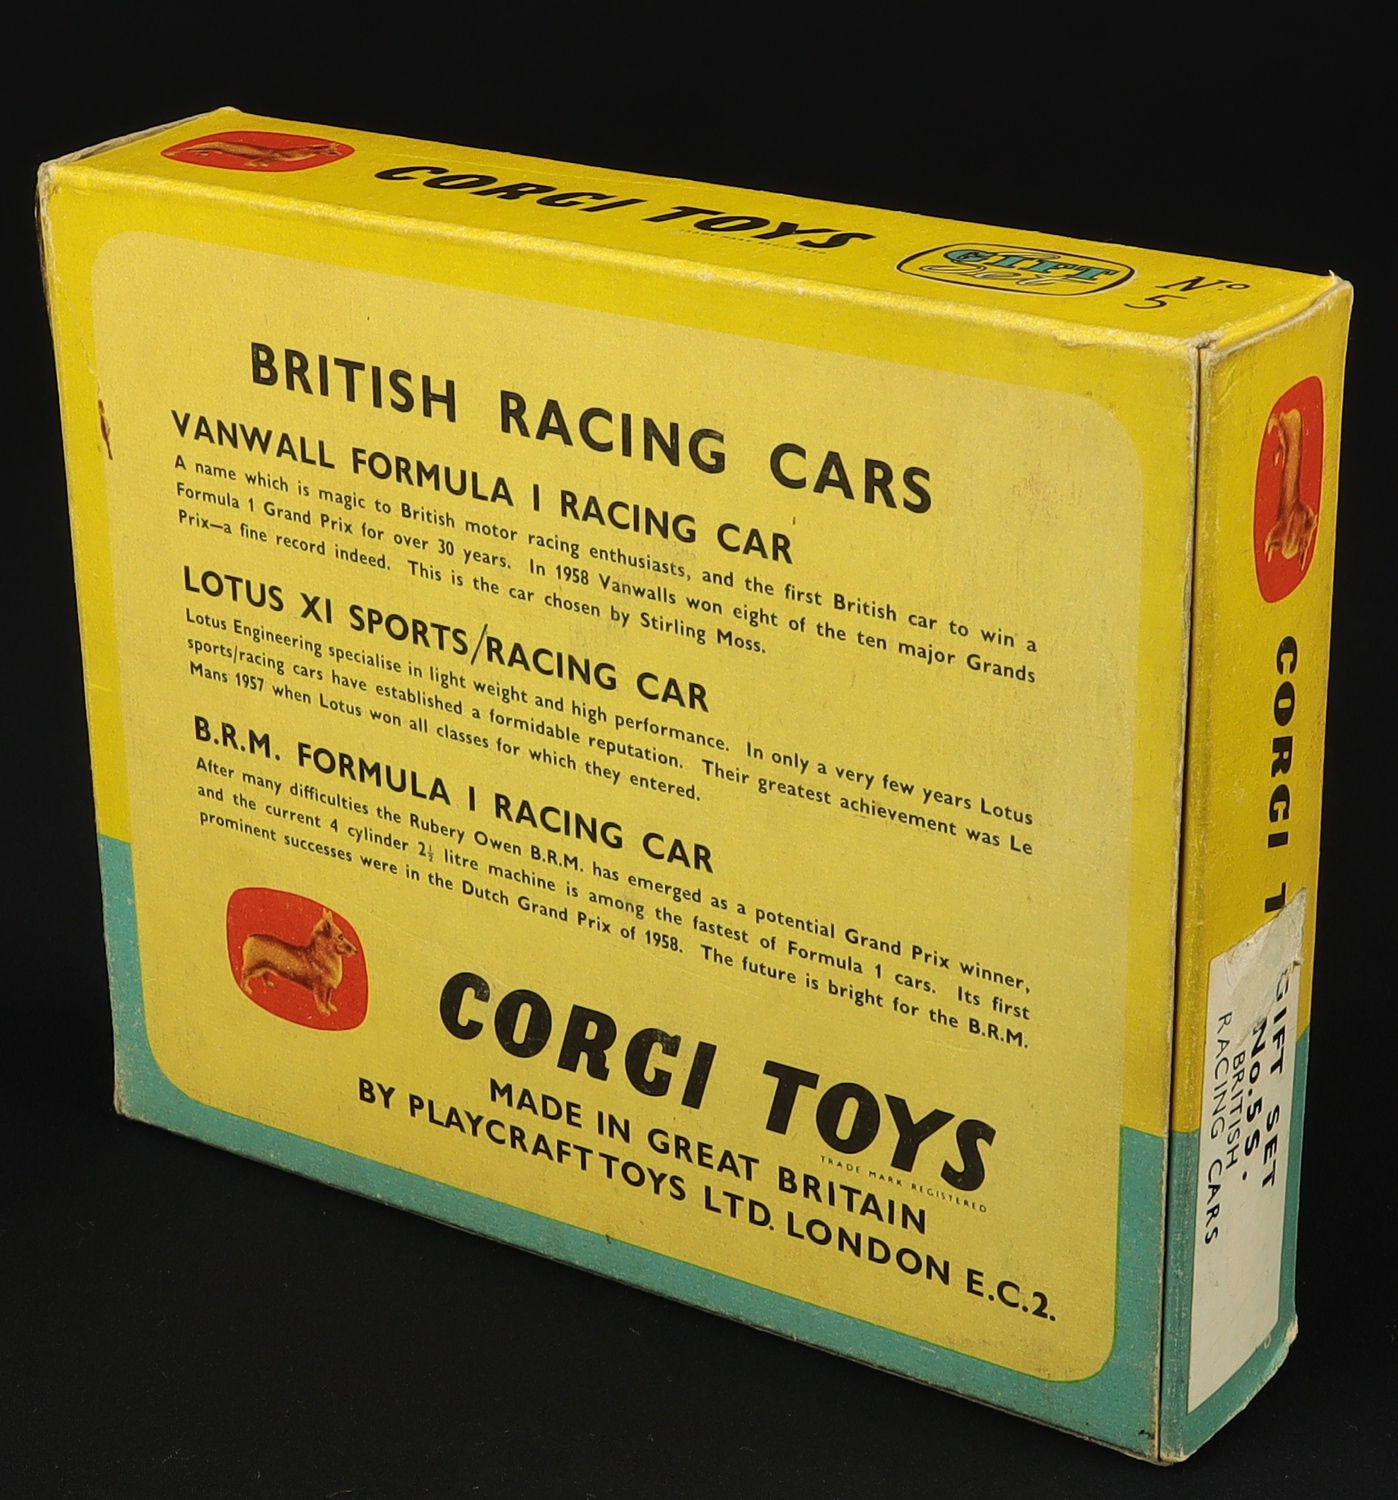 CORGI TOYS
TRADE MARK REGISTERED
GIFT
Set
Nº
5
BRITISH RACING CARS
VANWALL FORMULA 1 RACING CAR
A name which is magic to British motor racing enthusiasts, and the first British car to win a
Formula 1 Grand Prix for over 30 years. In 1958 Vanwalls won eight of the ten major Grands
Prix—a fine record indeed. This is the car chosen by Stirling Moss.
LOTUS XI SPORTS/RACING CAR
Lotus Engineering specialise in light weight and high performance. In only a very few years Lotus
sports/racing cars have established a formidable reputation. Their greatest achievement was Le
Mans 1957 when Lotus won all classes for which they entered.
B.R.M. FORMULA 1 RACING CAR
After many difficulties the Rubery Owen B.R.M. has emerged as a potential Grand Prix winner,
and the current 4 cylinder 2½ litre machine is among the fastest of Formula 1 cars. Its first
prominent successes were in the Dutch Grand Prix of 1958. The future is bright for the B.R.M.
CORGI TOYS
TRADE MARK REGISTERED
MADE IN GREAT BRITAIN
BY PLAYCRAFT TOYS LTD. LONDON E.C.2.
CORGI T
GIFT SET
No.5S.
BRITISH
RACING CARS